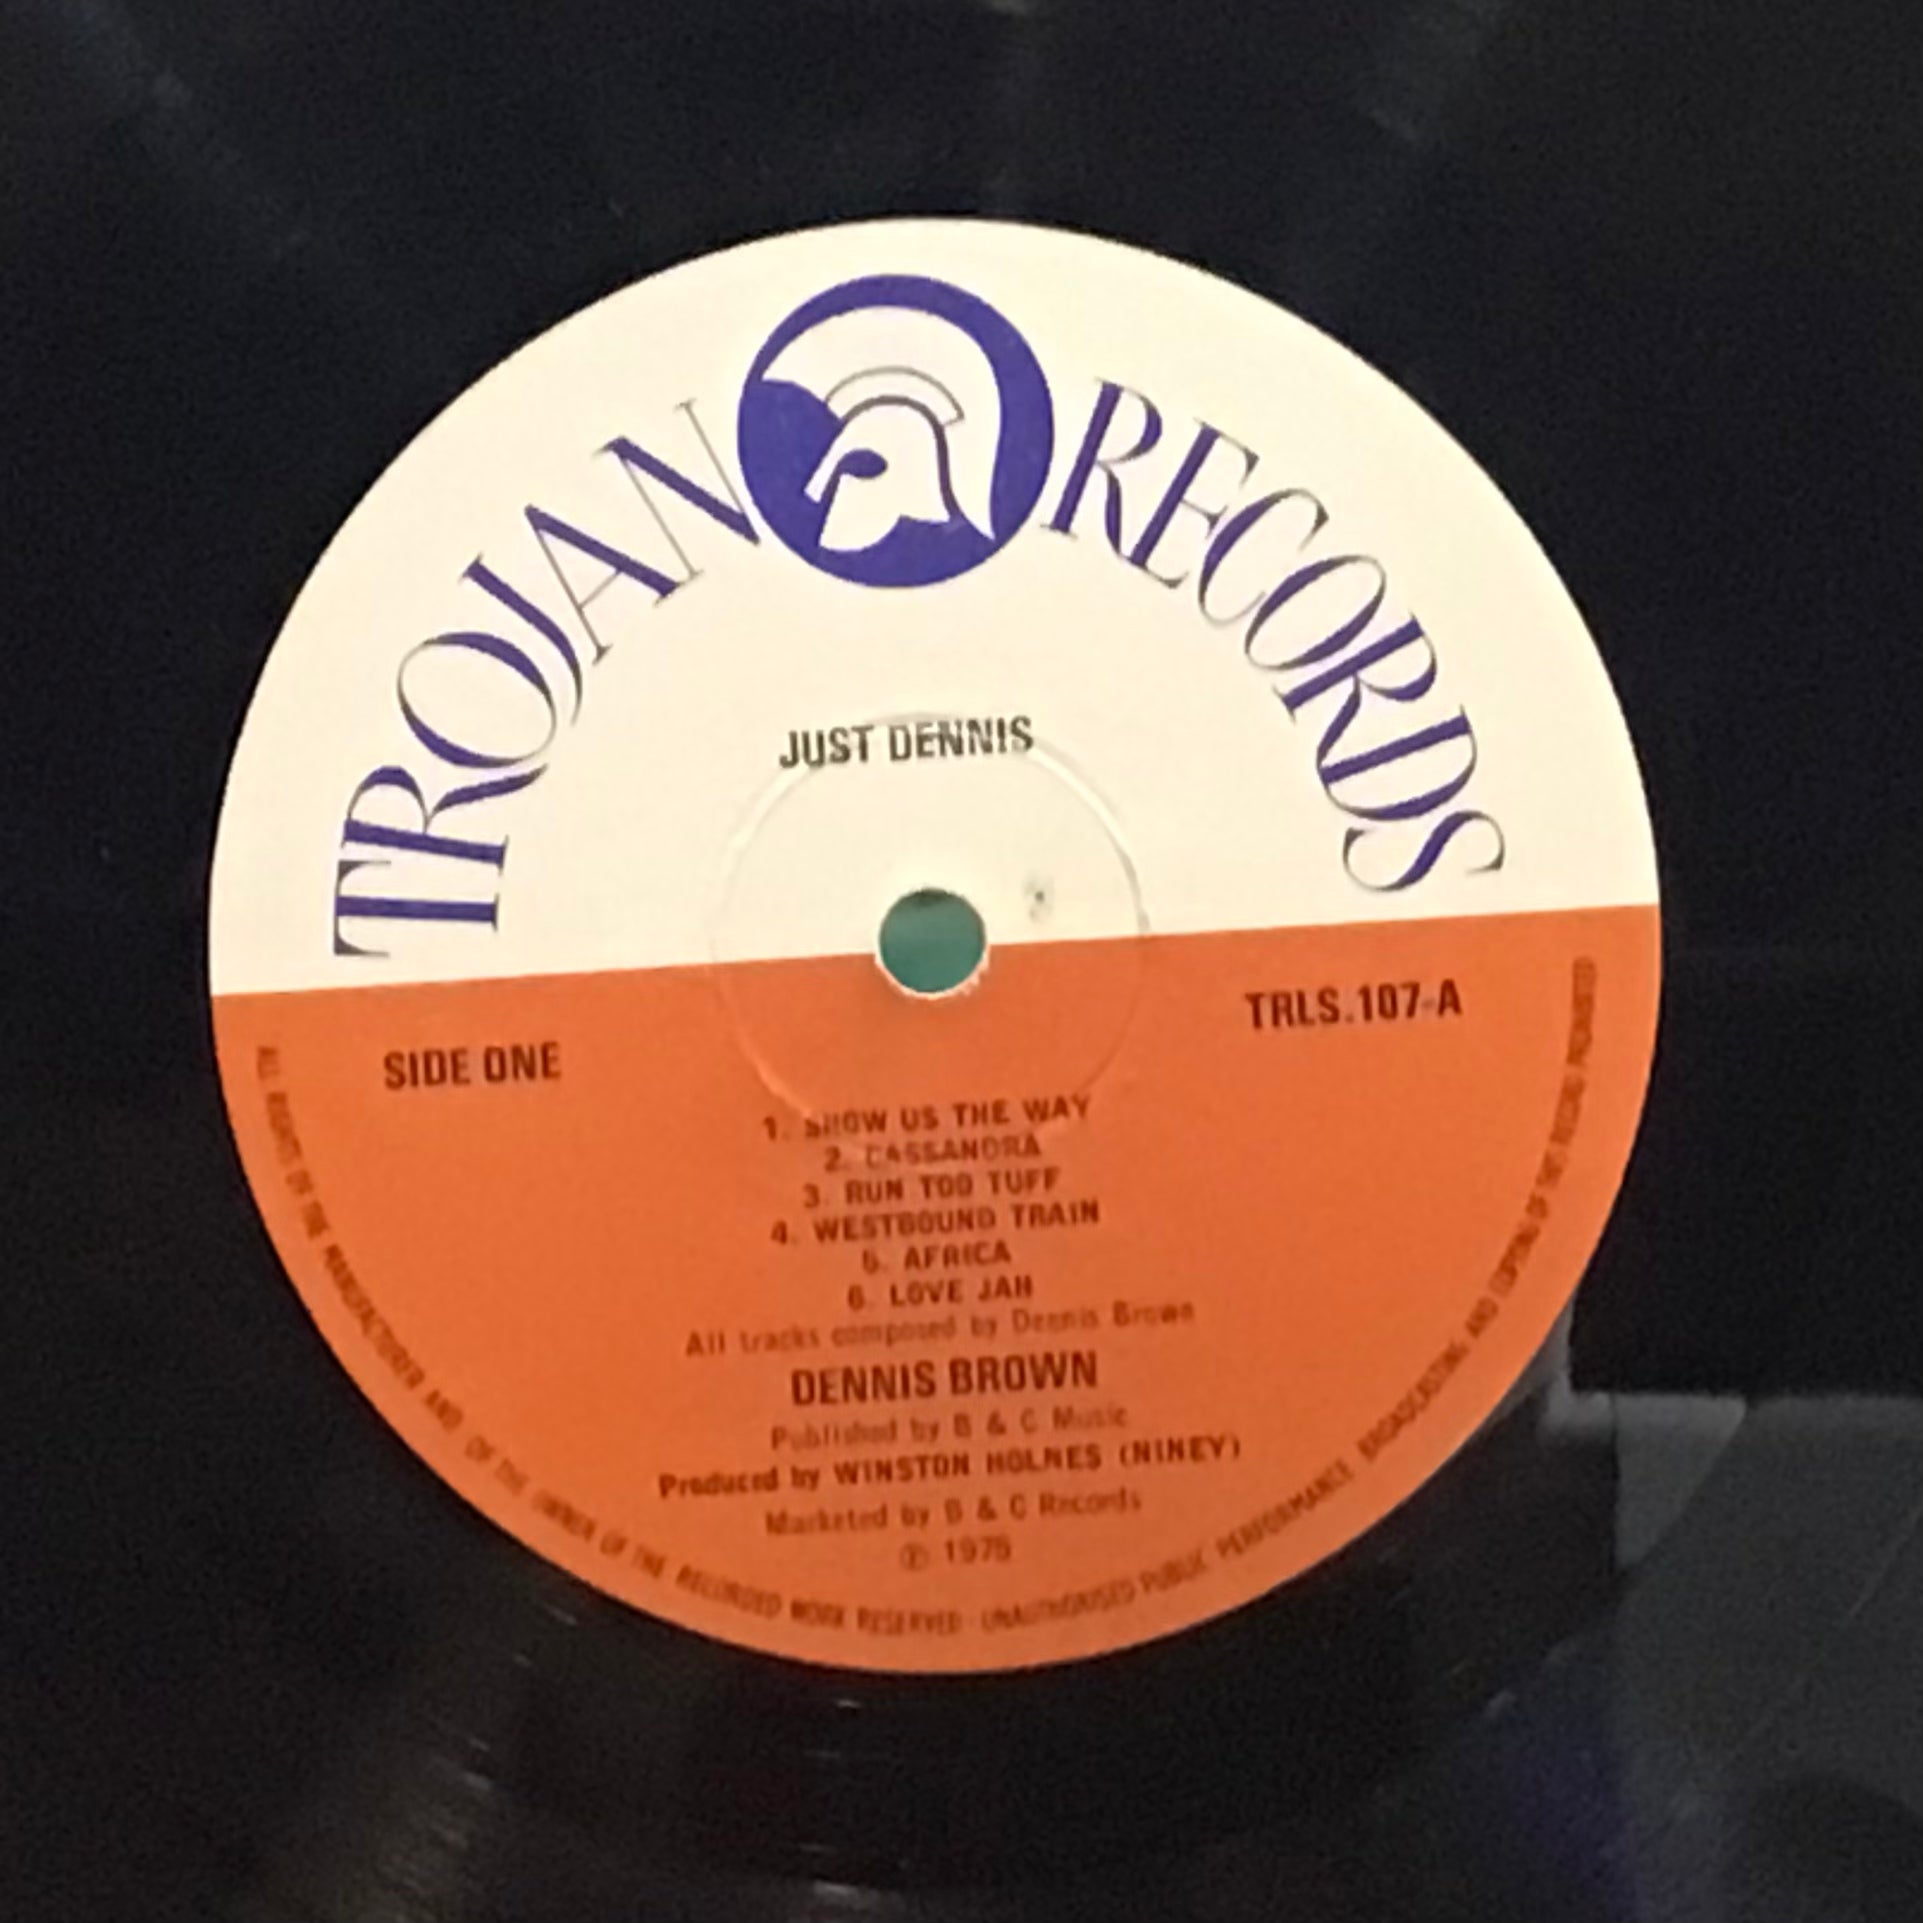 TROJAN RECORDS
JUST DENNIS
TRLS.107-A
SIDE ONE
1. SHOW US THE WAY
2. CASSANDRA
3. RUN TOO TUFF
4. WESTBOUND TRAIN
5. AFRICA
6. LOVE JAH
All tracks composed by Dennis Brown
DENNIS BROWN
Published by B & C Music
Produced by WINSTON HOLNES (NINEY)
Marketed by B & C Records
℗ 1975
ALL RIGHTS OF THE MANUFACTURER AND OF THE OWNER OF THE RECORDED WORK RESERVED · UNAUTHORISED PUBLIC PERFORMANCE BROADCASTING AND COPYING OF THIS RECORD PROHIBITED